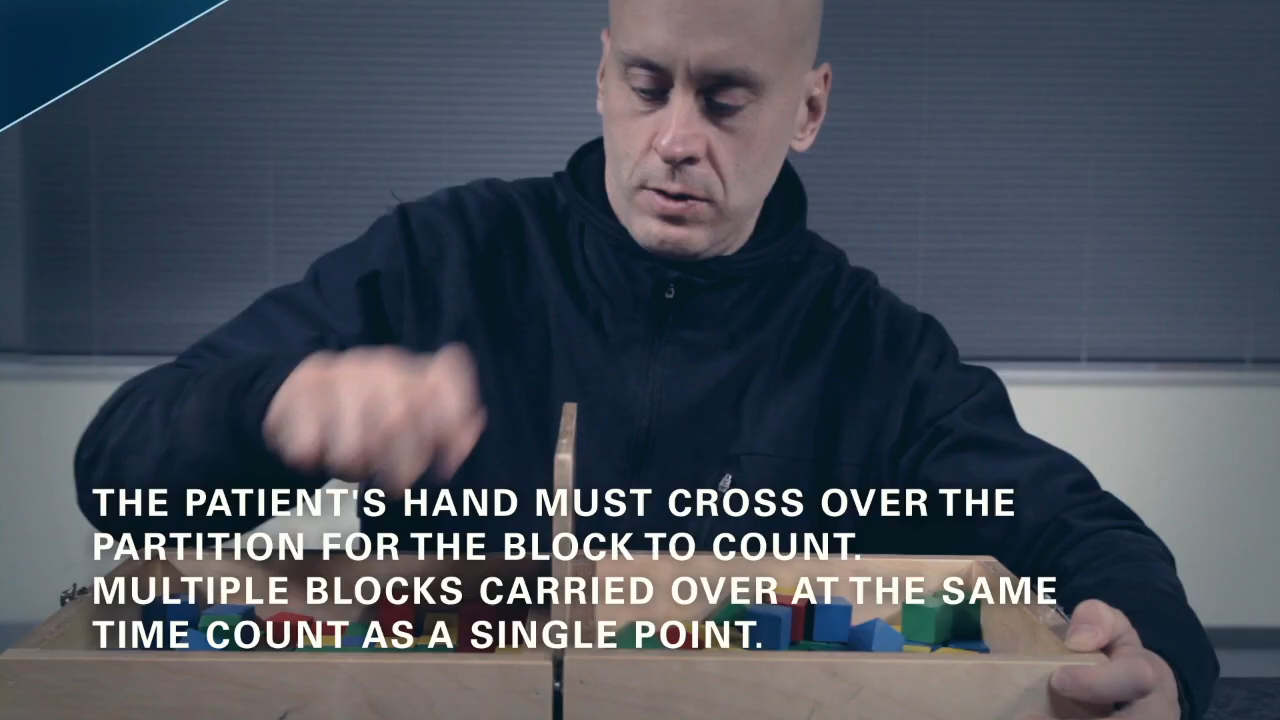 THE PATIENT'S HAND MUST CROSS OVER THE
PARTITION FOR THE BLOCK TO COUNT.
MULTIPLE BLOCKS CARRIED OVER AT THE SAME
TIME COUNT AS A SINGLE POINT.